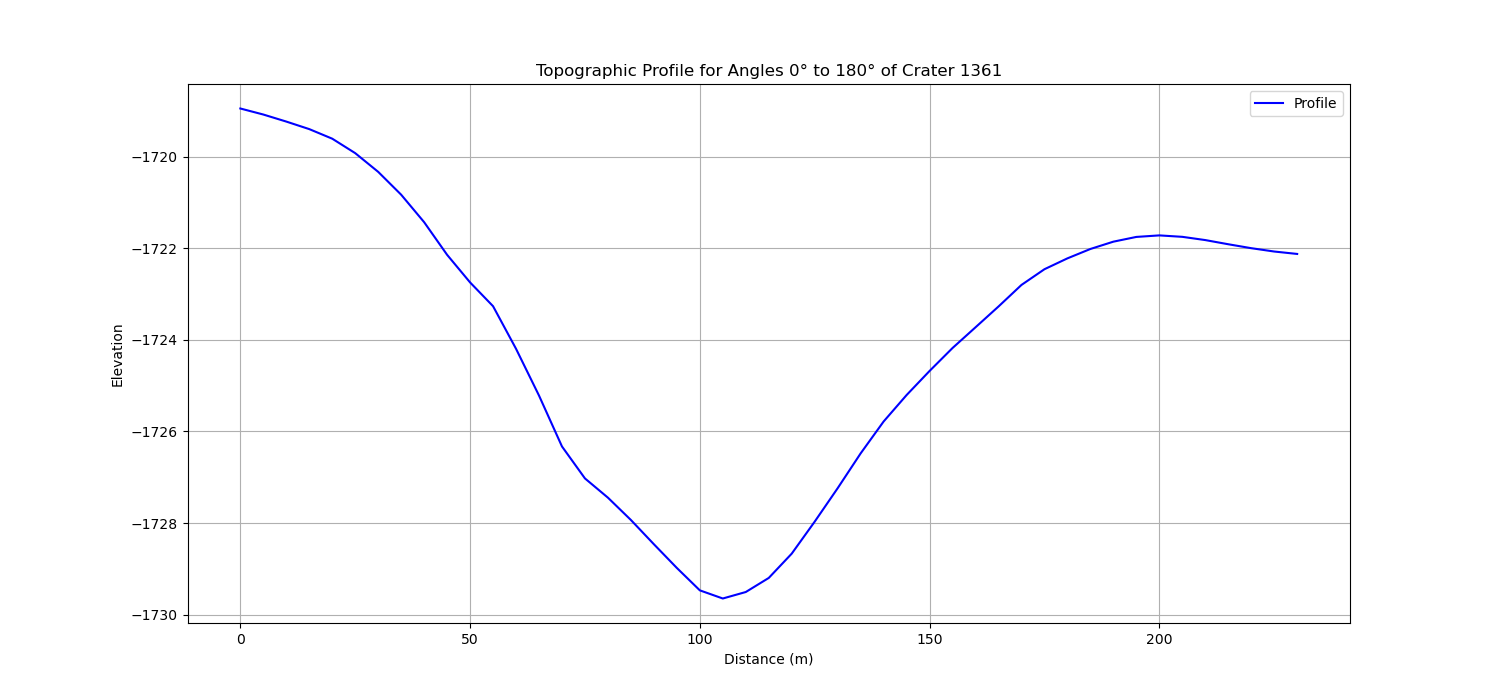 Topographic Profile for Angles 0° to 180° of Crater 1361
Profile
−1720
−1722
−1724
−1726
−1728
−1730
Elevation
0 50 100 150 200
Distance (m)